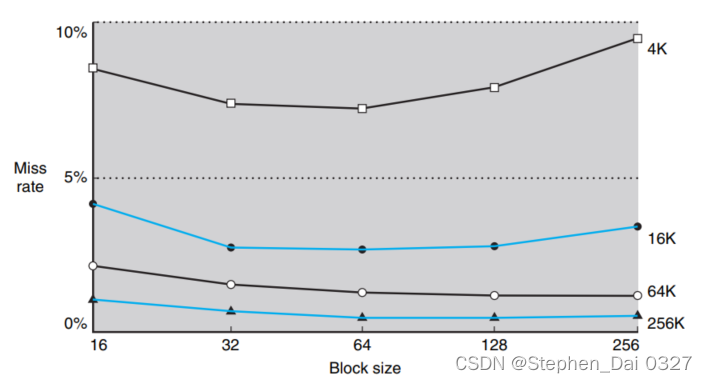 10%
4K
Miss
rate
5%
16K
64K
256K
0%
16 32 64 128 256
Block size
CSDN @Stephen_Dai 0327